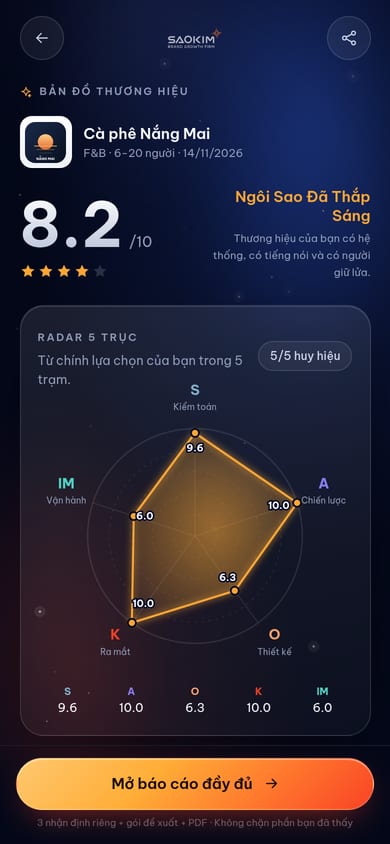 SAOKIM
BRAND GROWTH FIRM
BẢN ĐỒ THƯƠNG HIỆU
NẮNG MAI
Cà phê Nắng Mai
F&B · 6–20 người · 14/11/2026
8.2 /10
Ngôi Sao Đã Thắp
Sáng
Thương hiệu của bạn có hệ
thống, có tiếng nói và có người
giữ lửa.
RADAR 5 TRỤC
Từ chính lựa chọn của bạn trong 5
trạm.
5/5 huy hiệu
S
Kiểm toán
9.6
IM
Vận hành
6.0
A
Chiến lược
10.0
6.3
10.0
K
Ra mắt
O
Thiết kế
S A O K IM
9.6 10.0 6.3 10.0 6.0
Mở báo cáo đầy đủ →
3 nhận định riêng + gói đề xuất + PDF · Không chặn phần bạn đã thấy